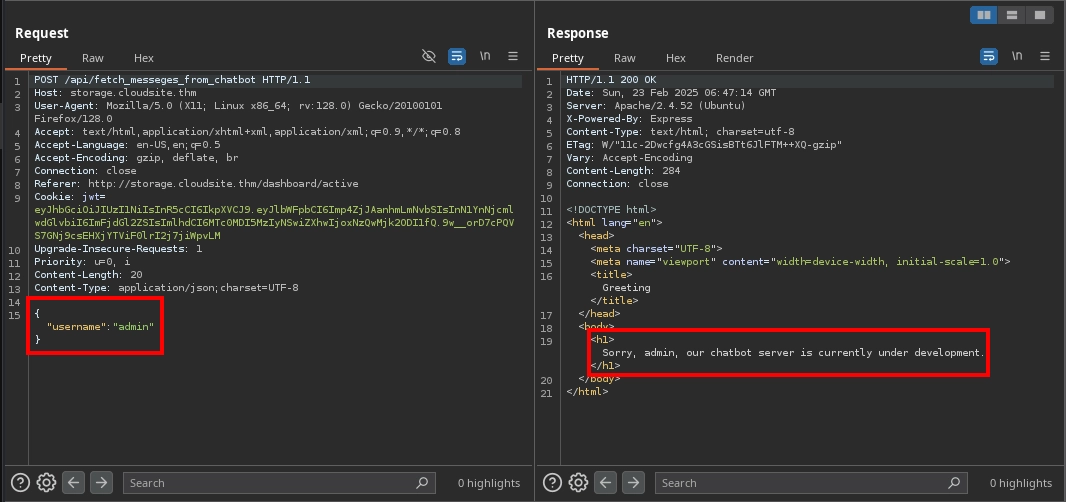 Request
Pretty Raw Hex \n
1 POST /api/fetch_messeges_from_chatbot HTTP/1.1
2 Host: storage.cloudsite.thm
3 User-Agent: Mozilla/5.0 (X11; Linux x86_64; rv:128.0) Gecko/20100101
Firefox/128.0
4 Accept: text/html,application/xhtml+xml,application/xml;q=0.9,*/*;q=0.8
5 Accept-Language: en-US,en;q=0.5
6 Accept-Encoding: gzip, deflate, br
7 Connection: close
8 Referer: http://storage.cloudsite.thm/dashboard/active
9 Cookie: jwt=
eyJhbGciOiJIUzI1NiIsInR5cCI6IkpXVCJ9.eyJlbWFpbCI6Imp4ZjJAanhmLmNvbSIsInN1YnNjcml
wdGlvbiI6ImFjdGl2ZSIsImlhdCI6MTc0MDI5MzIyNSwiZXhwIjoxNzQwMjk2ODI1fQ.9w__orD7cPQV
S7GNj9csEHXjYTViF0lrI2j7jiWpvLM
10 Upgrade-Insecure-Requests: 1
11 Priority: u=0, i
12 Content-Length: 20
13 Content-Type: application/json;charset=UTF-8
14
15 {
"username":"admin"
}
Search 0 highlights
Response
Pretty Raw Hex Render \n
1 HTTP/1.1 200 OK
2 Date: Sun, 23 Feb 2025 06:47:14 GMT
3 Server: Apache/2.4.52 (Ubuntu)
4 X-Powered-By: Express
5 Content-Type: text/html; charset=utf-8
6 ETag: W/"11c-2Dwcfg4A3cGSisBTt6JlFTM++XQ-gzip"
7 Vary: Accept-Encoding
8 Content-Length: 284
9 Connection: close
10
11 <!DOCTYPE html>
12 <html lang="en">
13 <head>
14 <meta charset="UTF-8">
15 <meta name="viewport" content="width=device-width, initial-scale=1.0">
16 <title>
Greeting
</title>
17 </head>
18 <body>
19 <h1>
Sorry, admin, our chatbot server is currently under development.
</h1>
20 </body>
21 </html>
Search 0 highlights